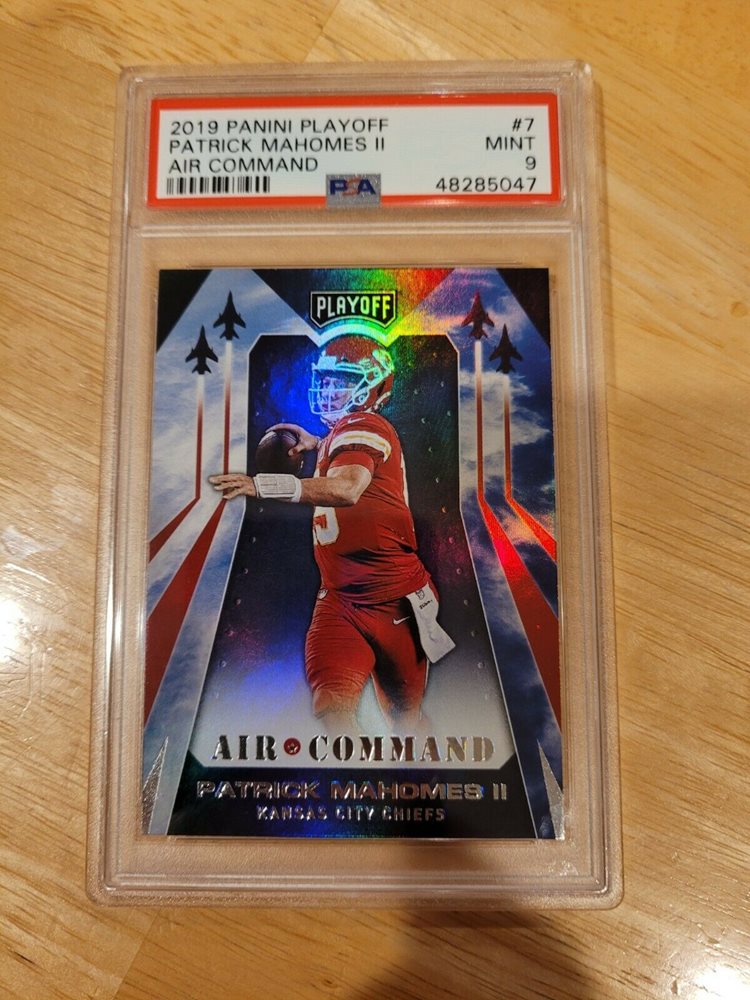 2019 PANINI PLAYOFF #7
PATRICK MAHOMES II MINT
AIR COMMAND 9
PSA 48285047
PLAYOFF
AIR COMMAND
PATRICK MAHOMES II
KANSAS CITY CHIEFS